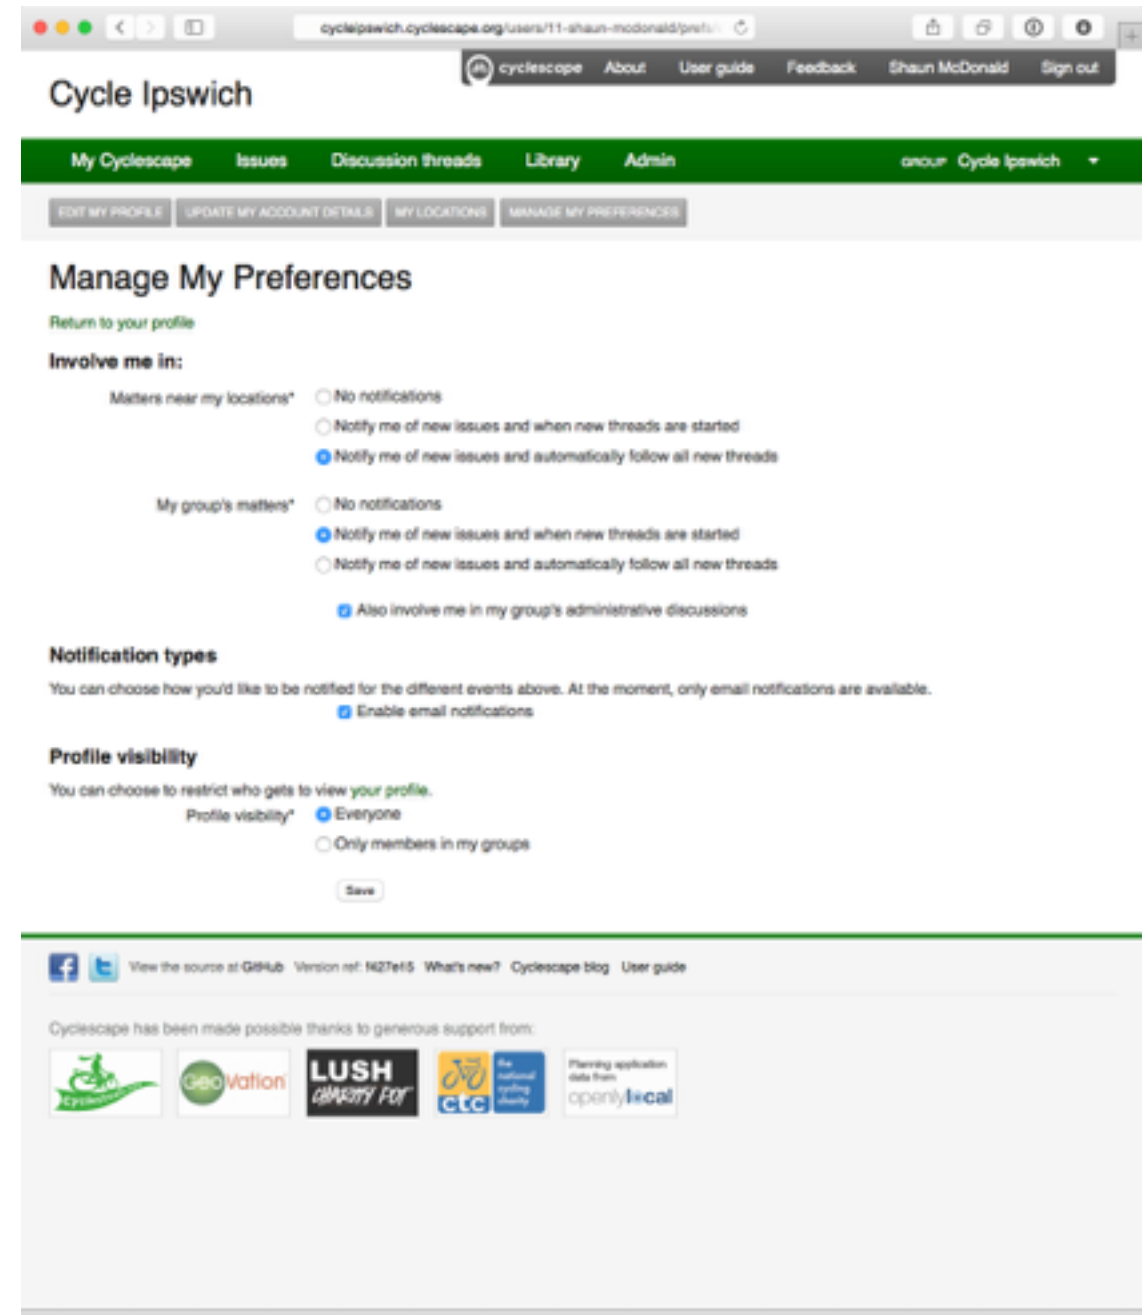 cycleipswich.cyclescape.org/users/11-shaun-mcdonald/prefs/
cyclescape About User guide Feedback Shaun McDonald Sign out
Cycle Ipswich
My Cyclescape Issues Discussion threads Library Admin GROUP Cycle Ipswich
EDIT MY PROFILE UPDATE MY ACCOUNT DETAILS MY LOCATIONS MANAGE MY PREFERENCES
Manage My Preferences
Return to your profile
Involve me in:
Matters near my locations* No notifications
Notify me of new issues and when new threads are started
Notify me of new issues and automatically follow all new threads
My group's matters* No notifications
Notify me of new issues and when new threads are started
Notify me of new issues and automatically follow all new threads
Also involve me in my group's administrative discussions
Notification types
You can choose how you'd like to be notified for the different events above. At the moment, only email notifications are available.
Enable email notifications
Profile visibility
You can choose to restrict who gets to view your profile.
Profile visibility* Everyone
Only members in my groups
Save
View the source at GitHub Version ref: f427e15 What's new? Cyclescape blog User guide
Cyclescape has been made possible thanks to generous support from:
GeoVation
LUSH
CHARITY POT
ctc
the
national
cycling
charity
Planning application
data from
openlylocal